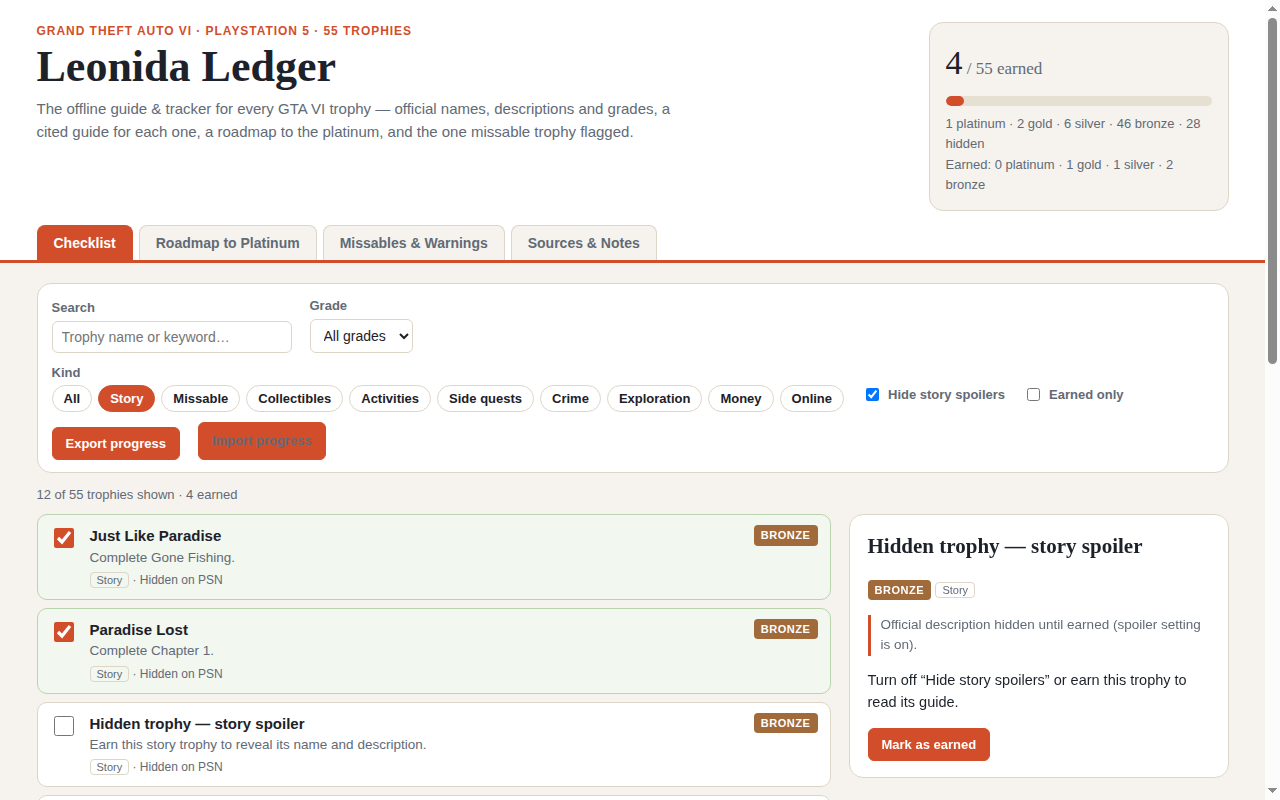 GRAND THEFT AUTO VI · PLAYSTATION 5 · 55 TROPHIES
Leonida Ledger
The offline guide & tracker for every GTA VI trophy — official names, descriptions and grades, a
cited guide for each one, a roadmap to the platinum, and the one missable trophy flagged.
4 / 55 earned
1 platinum · 2 gold · 6 silver · 46 bronze · 28
hidden
Earned: 0 platinum · 1 gold · 1 silver · 2
bronze
Checklist
Roadmap to Platinum
Missables & Warnings
Sources & Notes
Search
Trophy name or keyword…
Grade
All grades
Kind
All
Story
Missable
Collectibles
Activities
Side quests
Crime
Exploration
Money
Online
Hide story spoilers
Earned only
Export progress
Import progress
12 of 55 trophies shown · 4 earned
Just Like Paradise
BRONZE
Complete Gone Fishing.
Story · Hidden on PSN
Paradise Lost
BRONZE
Complete Chapter 1.
Story · Hidden on PSN
Hidden trophy — story spoiler
BRONZE
Earn this story trophy to reveal its name and description.
Story · Hidden on PSN
Hidden trophy — story spoiler
BRONZE Story
Official description hidden until earned (spoiler setting
is on).
Turn off “Hide story spoilers” or earn this trophy to
read its guide.
Mark as earned